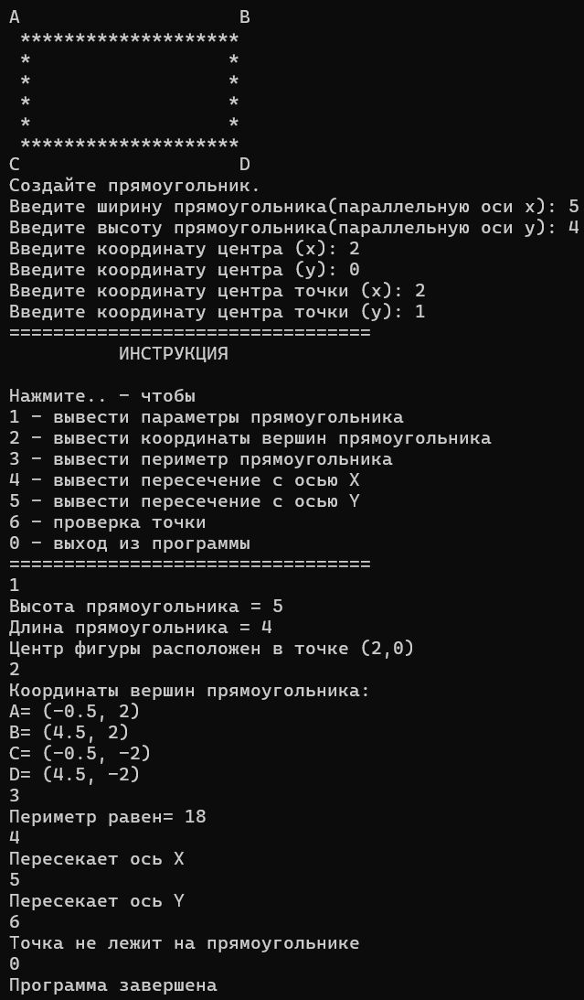 A                    B
 ********************
 *                  *
 *                  *
 *                  *
 *                  *
 ********************
C                    D
Создайте прямоугольник.
Введите ширину прямоугольника(параллельную оси x): 5
Введите высоту прямоугольника(параллельную оси y): 4
Введите координату центра (x): 2
Введите координату центра (y): 0
Введите координату центра точки (x): 2
Введите координату центра точки (y): 1
=================================
          ИНСТРУКЦИЯ

Нажмите.. - чтобы
1 - вывести параметры прямоугольника
2 - вывести координаты вершин прямоугольника
3 - вывести периметр прямоугольника
4 - вывести пересечение с осью X
5 - вывести пересечение с осью Y
6 - проверка точки
0 - выход из программы
=================================
1
Высота прямоугольника = 5
Длина прямоугольника = 4
Центр фигуры расположен в точке (2,0)
2
Координаты вершин прямоугольника:
A= (-0.5, 2)
B= (4.5, 2)
C= (-0.5, -2)
D= (4.5, -2)
3
Периметр равен= 18
4
Пересекает ось X
5
Пересекает ось Y
6
Точка не лежит на прямоугольнике
0
Программа завершена